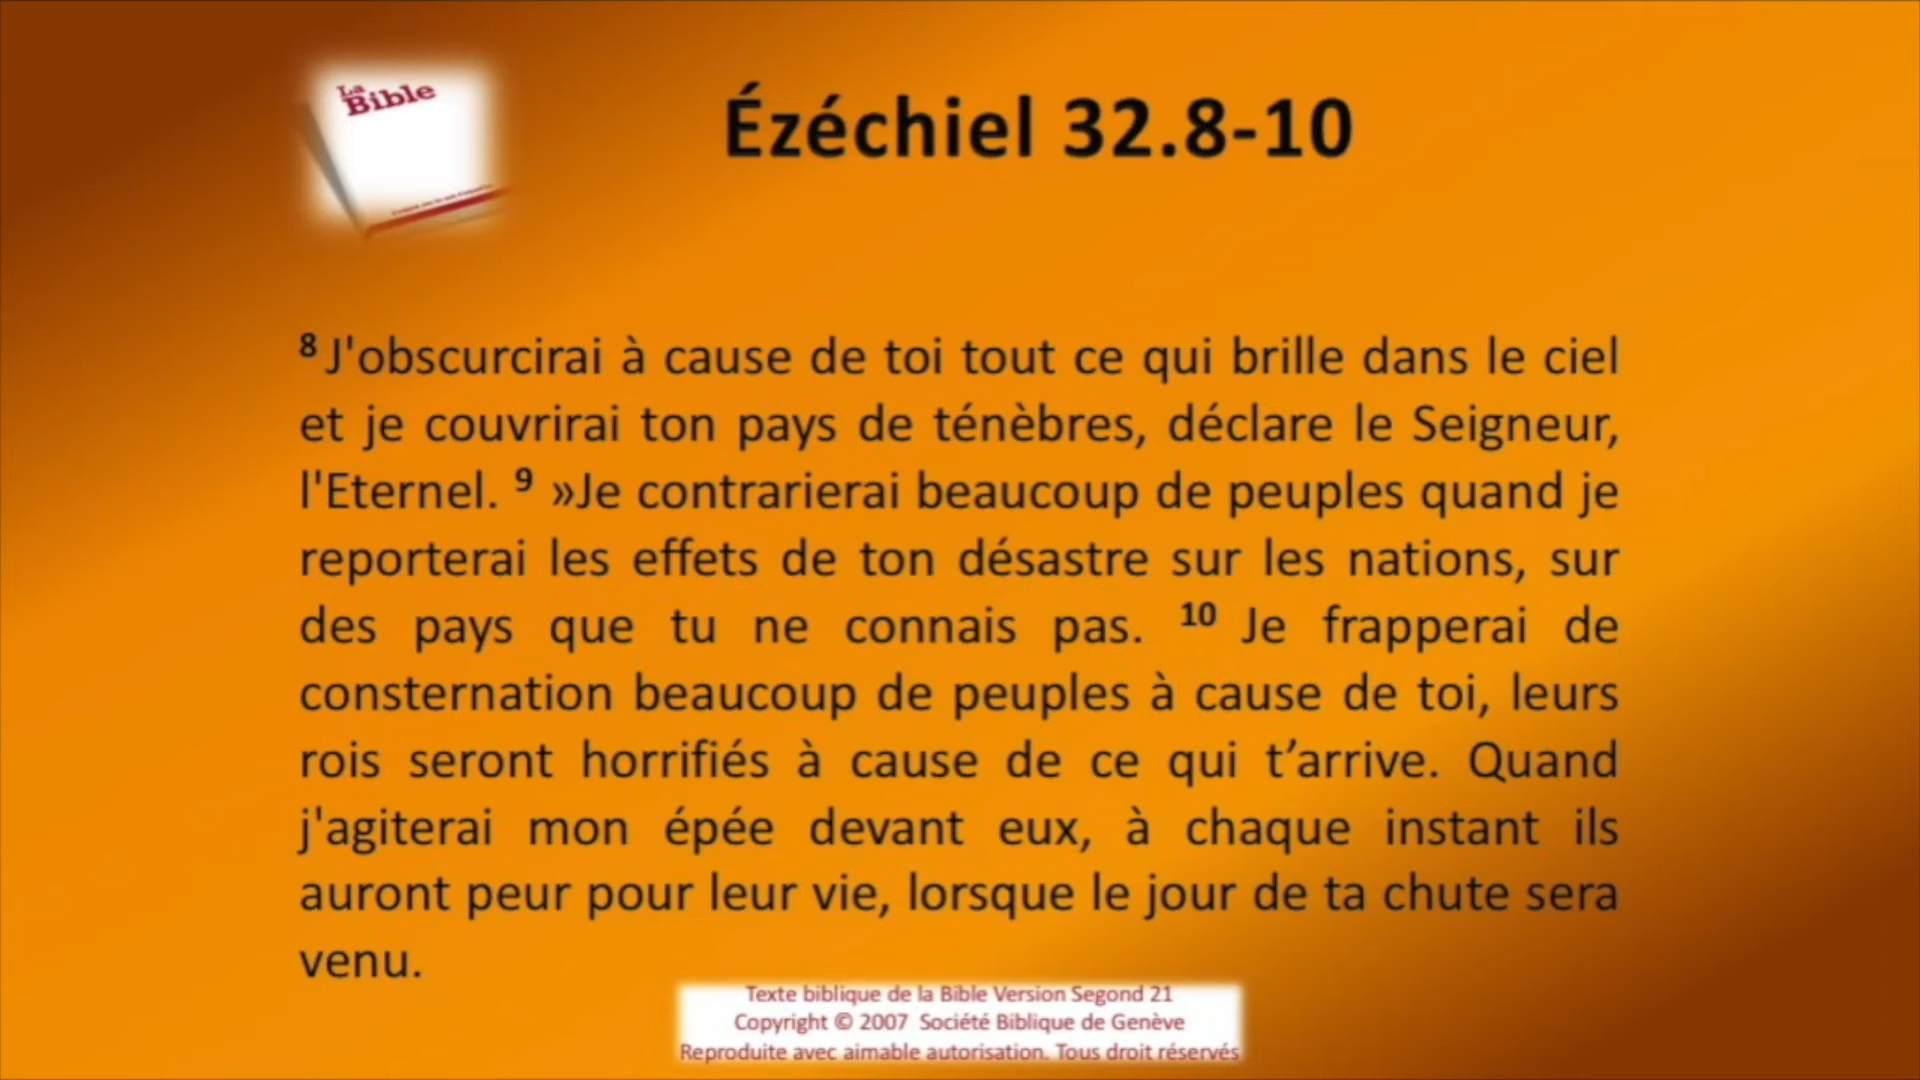 La
Bible
Ézéchiel 32.8-10
8 J'obscurcirai à cause de toi tout ce qui brille dans le ciel
et je couvrirai ton pays de ténèbres, déclare le Seigneur,
l'Eternel. 9 »Je contrarierai beaucoup de peuples quand je
reporterai les effets de ton désastre sur les nations, sur
des pays que tu ne connais pas. 10 Je frapperai de
consternation beaucoup de peuples à cause de toi, leurs
rois seront horrifiés à cause de ce qui t’arrive. Quand
j'agiterai mon épée devant eux, à chaque instant ils
auront peur pour leur vie, lorsque le jour de ta chute sera
venu.
Texte biblique de la Bible Version Segond 21
Copyright © 2007 Société Biblique de Genève
Reproduite avec aimable autorisation. Tous droit réservés